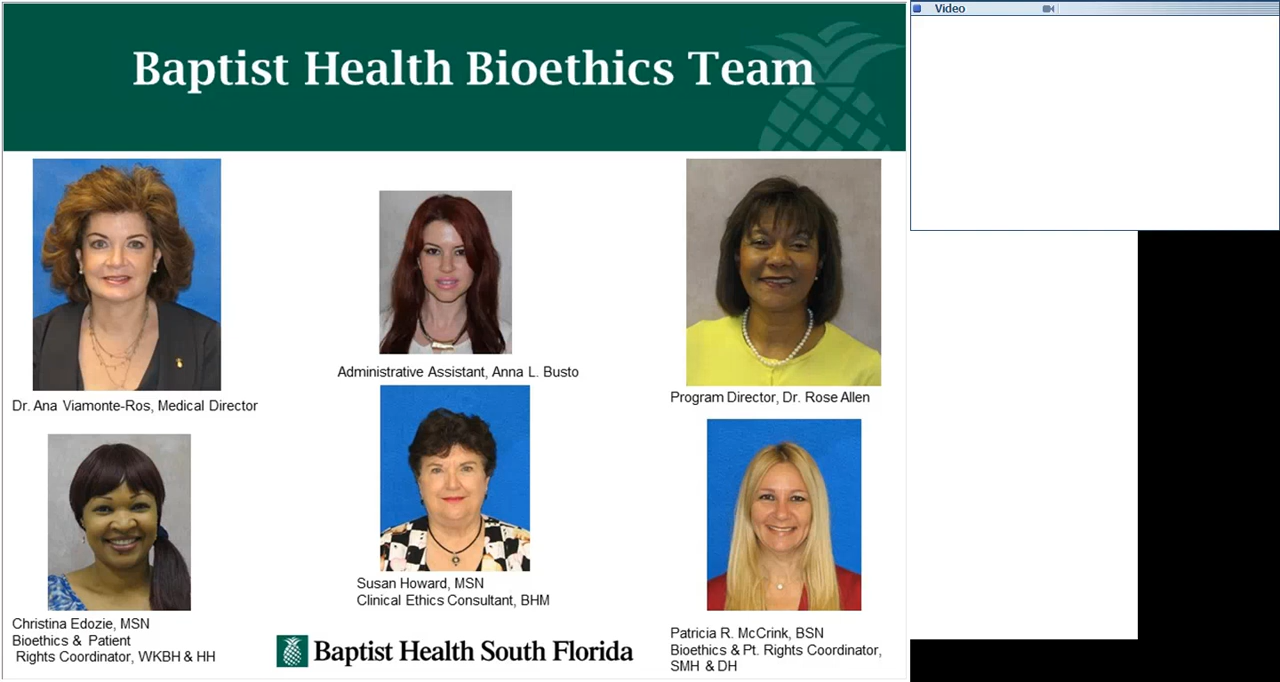 Video
Baptist Health Bioethics Team
Dr. Ana Viamonte-Ros, Medical Director
Administrative Assistant, Anna L. Busto
Program Director, Dr. Rose Allen
Christina Edozie, MSN
Bioethics & Patient
Rights Coordinator, WKBH & HH
Susan Howard, MSN
Clinical Ethics Consultant, BHM
Patricia R. McCrink, BSN
Bioethics & Pt. Rights Coordinator,
SMH & DH
Baptist Health South Florida